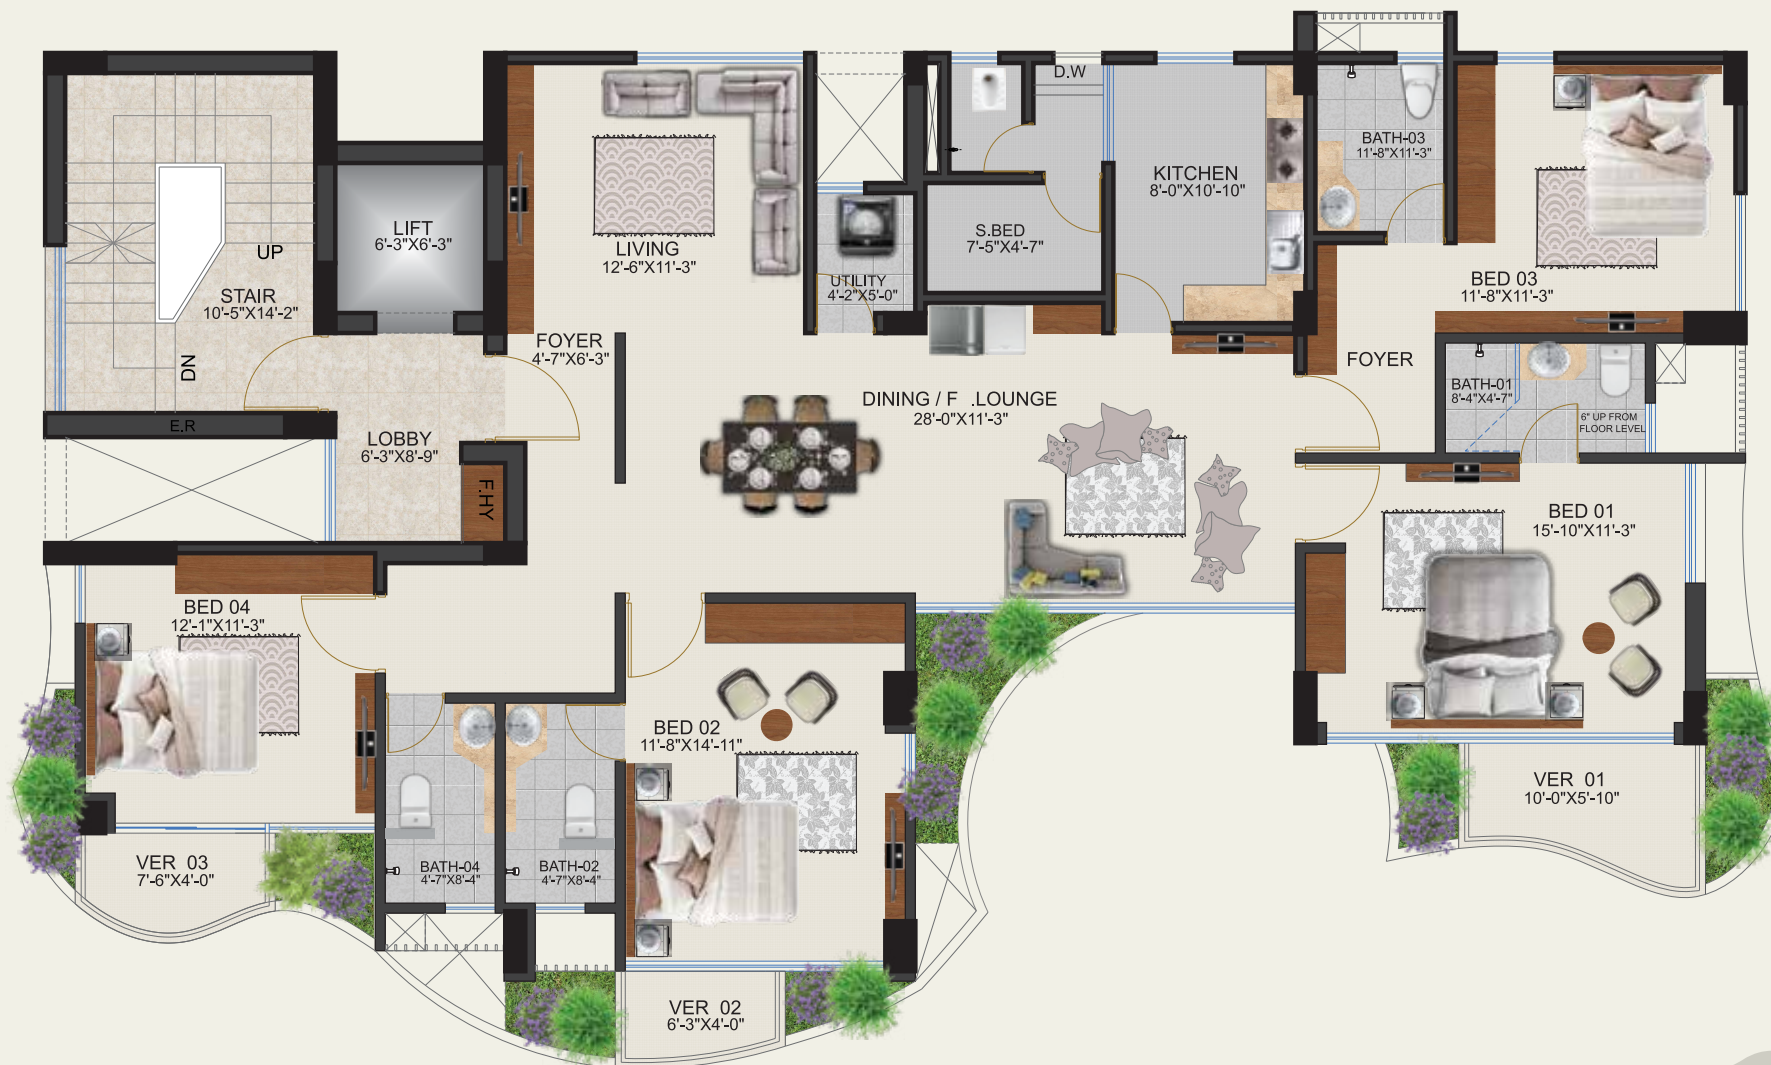 D.W
BATH-03
11'-8"X11'-3"
KITCHEN
8'-0"X10'-10"
LIFT
6'-3"X6'-3"
S.BED
7'-5"X4'-7"
LIVING
12'-6"X11'-3"
UP
UTILITY
4'-2"X5'-0"
BED 03
11'-8"X11'-3"
STAIR
10'-5"X14'-2"
FOYER
4'-7"X6'-3"
FOYER
DN
BATH-01
8'-4"X4'-7"
DINING / F .LOUNGE
28'-0"X11'-3"
6" UP FROM
FLOOR LEVEL
E.R
LOBBY
6'-3"X8'-9"
F.HY
BED 01
15'-10"X11'-3"
BED 04
12'-1"X11'-3"
BED 02
11'-8"X14'-11"
VER 01
10'-0"X5'-10"
VER 03
7'-6"X4'-0"
BATH-04
4'-7"X8'-4"
BATH-02
4'-7"X8'-4"
VER 02
6'-3"X4'-0"